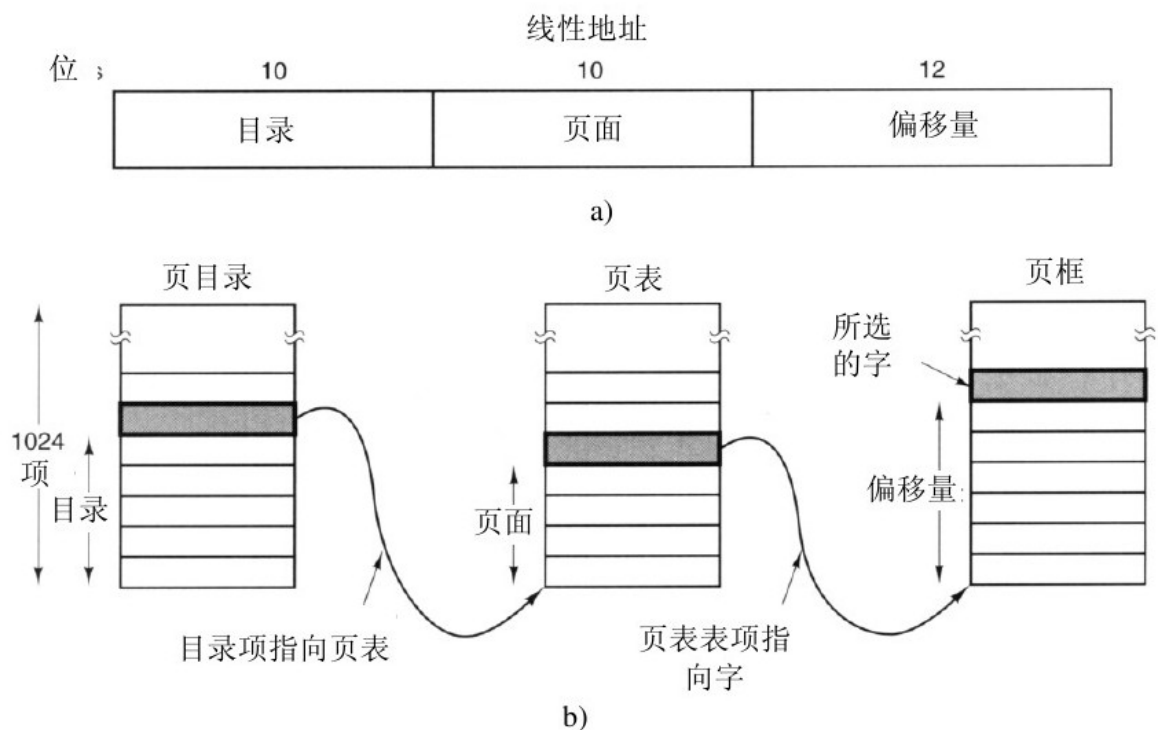 线性地址
位 s 10 10 12
目录 页面 偏移量
a)
页目录 页表 页框
所选
的字
1024
项
目录
页面
偏移量
目录项指向页表
页表表项指
向字
b)